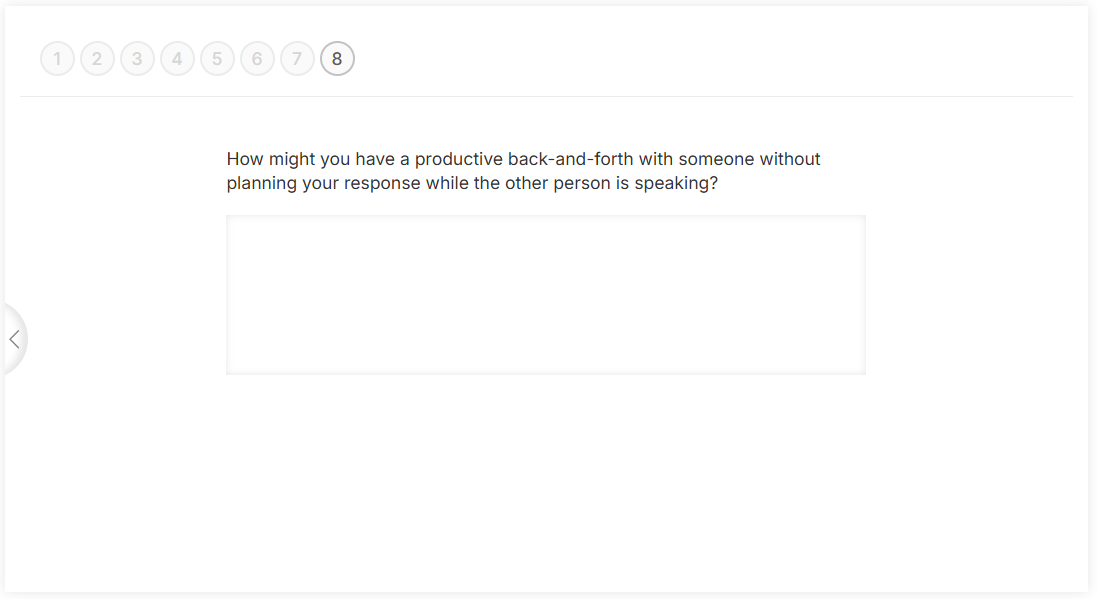 1 2 3 4 5 6 7 8
How might you have a productive back-and-forth with someone without
planning your response while the other person is speaking?